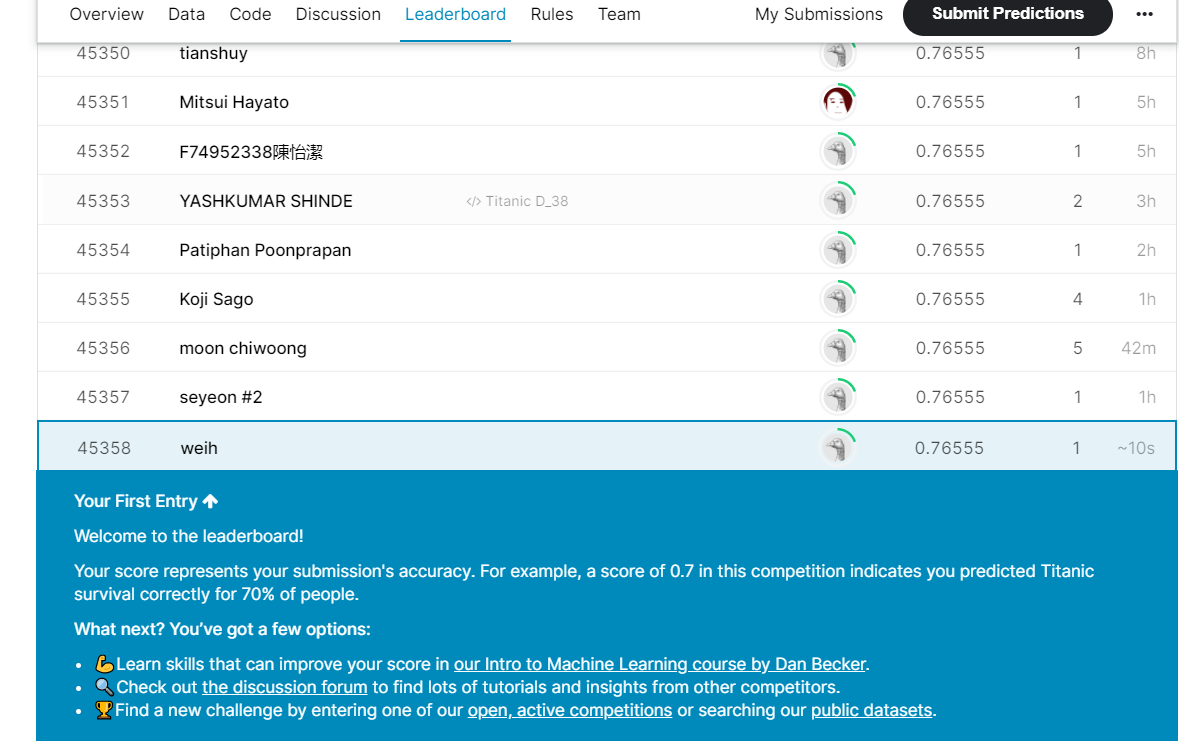 Overview Data Code Discussion Leaderboard Rules Team My Submissions Submit Predictions •••
45350 tianshuy 0.76555 1 8h
45351 Mitsui Hayato 0.76555 1 5h
45352 F74952338陳怡潔 0.76555 1 5h
45353 YASHKUMAR SHINDE </> Titanic D_38 0.76555 2 3h
45354 Patiphan Poonprapan 0.76555 1 2h
45355 Koji Sago 0.76555 4 1h
45356 moon chiwoong 0.76555 5 42m
45357 seyeon #2 0.76555 1 1h
45358 weih 0.76555 1 ~10s
Your First Entry ↑
Welcome to the leaderboard!
Your score represents your submission's accuracy. For example, a score of 0.7 in this competition indicates you predicted Titanic
survival correctly for 70% of people.
What next? You’ve got a few options:
• 💪Learn skills that can improve your score in our Intro to Machine Learning course by Dan Becker.
• 🔍Check out the discussion forum to find lots of tutorials and insights from other competitors.
• 🏆Find a new challenge by entering one of our open, active competitions or searching our public datasets.